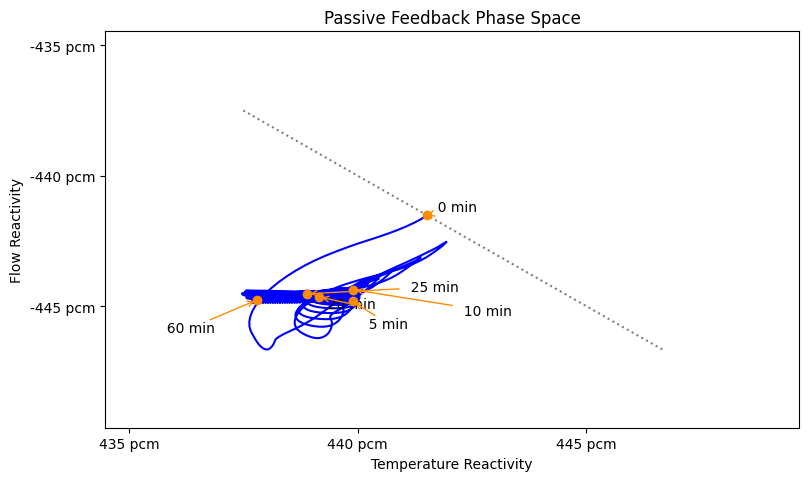 Passive Feedback Phase Space
-435 pcm
-440 pcm
-445 pcm
Flow Reactivity
0 min
25 min
10 min
5 min
60 min
435 pcm
440 pcm
445 pcm
Temperature Reactivity